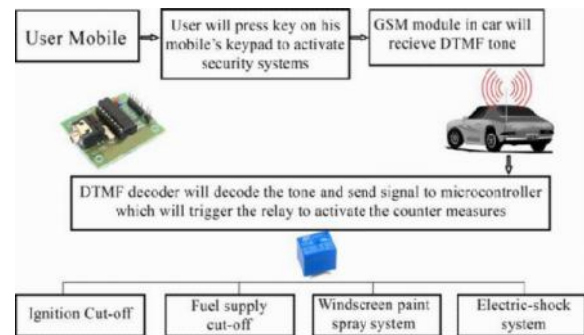 User Mobile
User will press key on his
mobile's keypad to activate
security systems
GSM module in car will
recieve DTMF tone
DTMF decoder will decode the tone and send signal to microcontroller
which will trigger the relay to activate the counter measures
Ignition Cut-off
Fuel supply
cut-off
Windscreen paint
spray system
Electric-shock
system